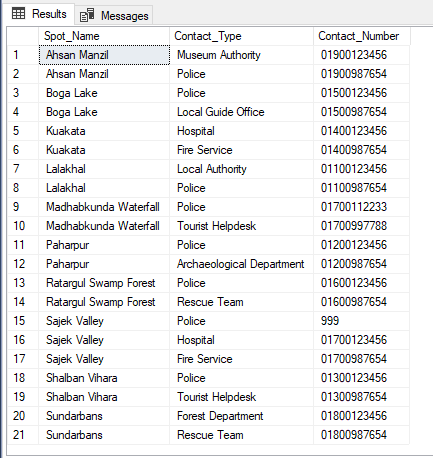 Results Messages
Spot_Name Contact_Type Contact_Number
1 Ahsan Manzil Museum Authority 01900123456
2 Ahsan Manzil Police 01900987654
3 Boga Lake Police 01500123456
4 Boga Lake Local Guide Office 01500987654
5 Kuakata Hospital 01400123456
6 Kuakata Fire Service 01400987654
7 Lalakhal Local Authority 01100123456
8 Lalakhal Police 01100987654
9 Madhabkunda Waterfall Police 01700112233
10 Madhabkunda Waterfall Tourist Helpdesk 01700997788
11 Paharpur Police 01200123456
12 Paharpur Archaeological Department 01200987654
13 Ratargul Swamp Forest Police 01600123456
14 Ratargul Swamp Forest Rescue Team 01600987654
15 Sajek Valley Police 999
16 Sajek Valley Hospital 01700123456
17 Sajek Valley Fire Service 01700987654
18 Shalban Vihara Police 01300123456
19 Shalban Vihara Tourist Helpdesk 01300987654
20 Sundarbans Forest Department 01800123456
21 Sundarbans Rescue Team 01800987654